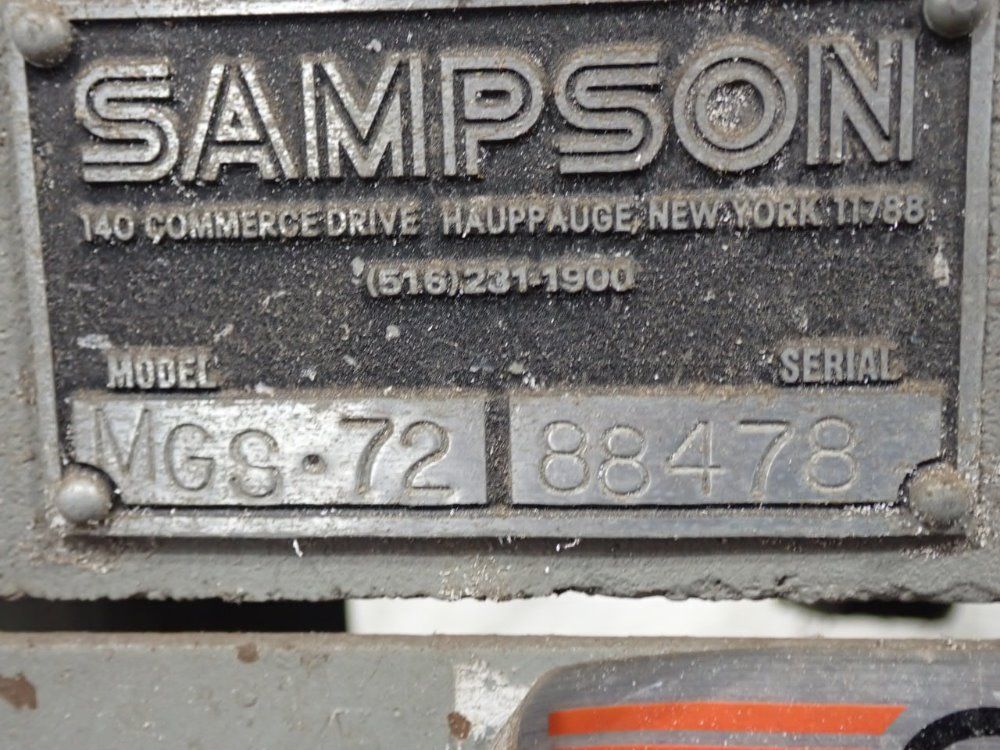 SAMPSON
140 COMMERCE DRIVE HAUPPAUGE, NEW YORK 11788
(516) 231-1900
MODEL SERIAL
MGS·72 88478